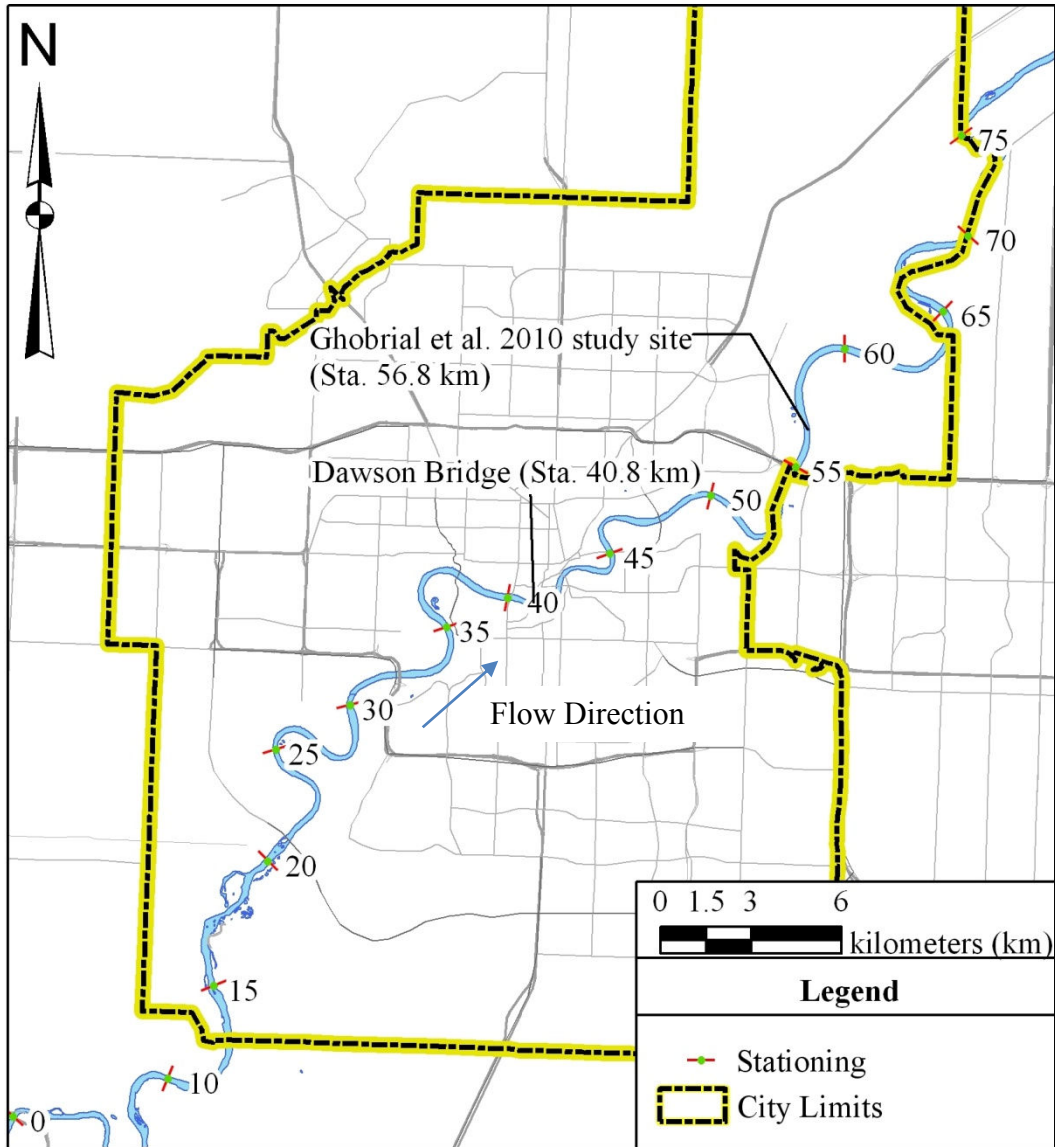 N
75
70
65
Ghobrial et al. 2010 study site
(Sta. 56.8 km)
60
Dawson Bridge (Sta. 40.8 km)
55
50
45
40
35
30
Flow Direction
25
20
0 1.5 3 6
kilometers (km)
15
Legend
Stationing
10
City Limits
0